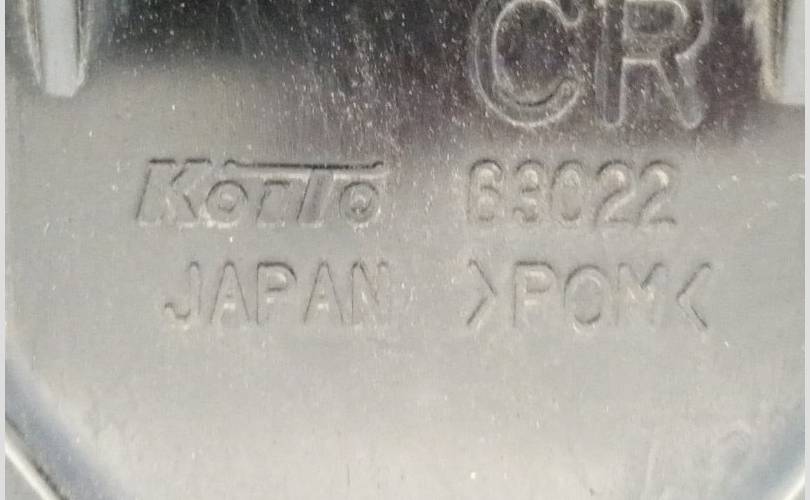 CR
Koito 63022
JAPAN >POM<